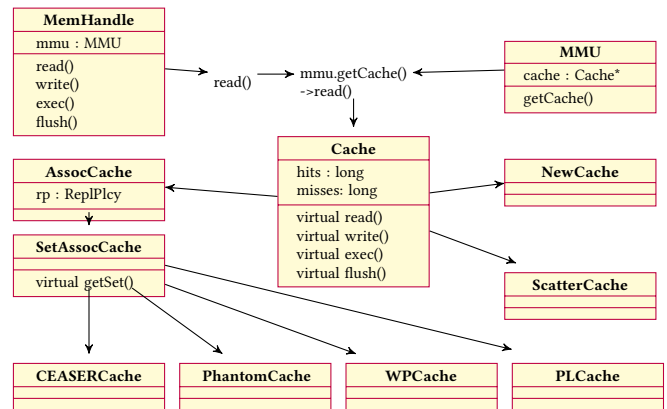 MemHandle
mmu : MMU
read()
write()
exec()
flush()
read()
mmu.getCache()
->read()
MMU
cache : Cache*
getCache()
Cache
hits : long
misses: long
virtual read()
virtual write()
virtual exec()
virtual flush()
AssocCache
rp : ReplPlcy
NewCache
SetAssocCache
virtual getSet()
ScatterCache
CEASERCache
PhantomCache
WPCache
PLCache